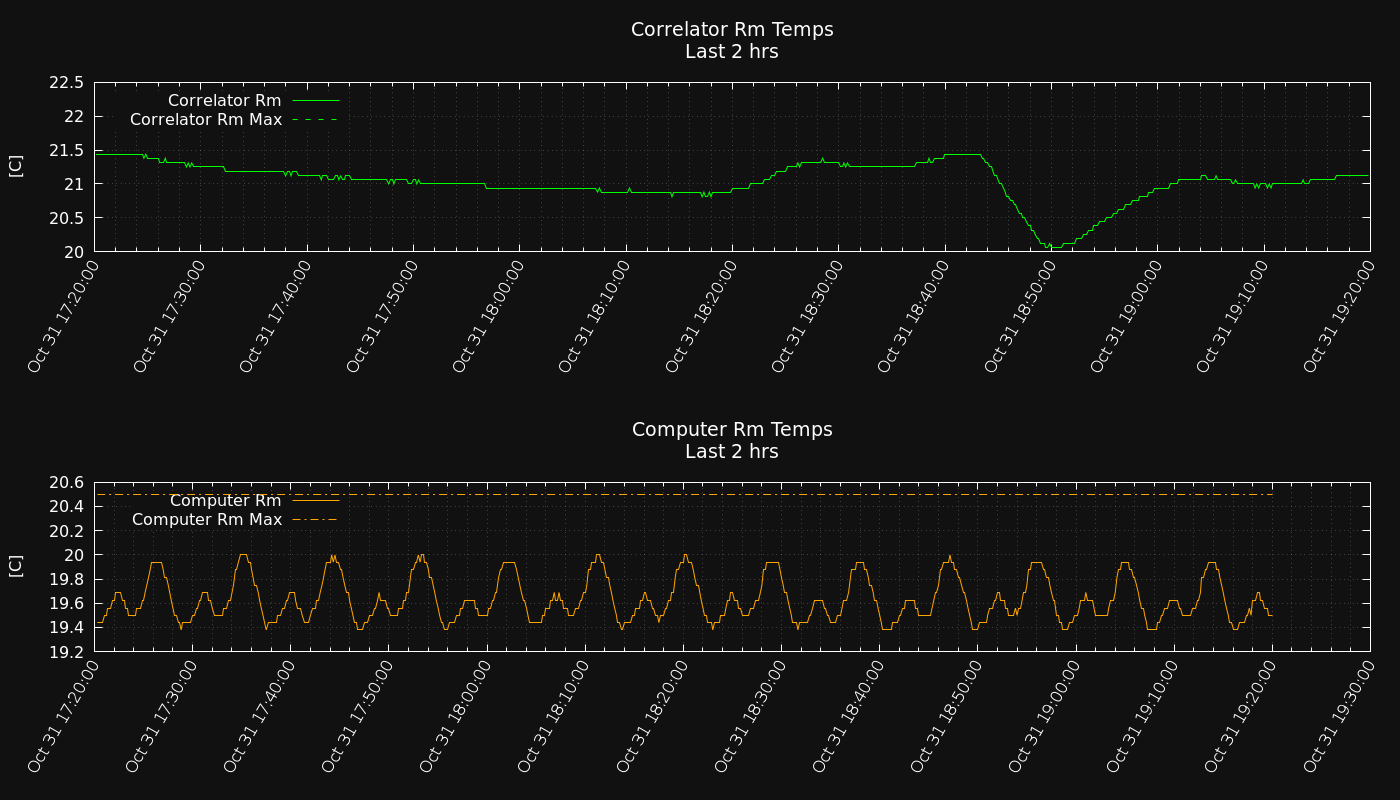 Correlator Rm Temps
Last 2 hrs
22.5
22
21.5
21
20.5
20
[C]
Correlator Rm
Correlator Rm Max
Oct 31 17:20:00
Oct 31 17:30:00
Oct 31 17:40:00
Oct 31 17:50:00
Oct 31 18:00:00
Oct 31 18:10:00
Oct 31 18:20:00
Oct 31 18:30:00
Oct 31 18:40:00
Oct 31 18:50:00
Oct 31 19:00:00
Oct 31 19:10:00
Oct 31 19:20:00
Computer Rm Temps
Last 2 hrs
20.6
20.4
20.2
20
19.8
19.6
19.4
19.2
[C]
Computer Rm
Computer Rm Max
Oct 31 17:20:00
Oct 31 17:30:00
Oct 31 17:40:00
Oct 31 17:50:00
Oct 31 18:00:00
Oct 31 18:10:00
Oct 31 18:20:00
Oct 31 18:30:00
Oct 31 18:40:00
Oct 31 18:50:00
Oct 31 19:00:00
Oct 31 19:10:00
Oct 31 19:20:00
Oct 31 19:30:00